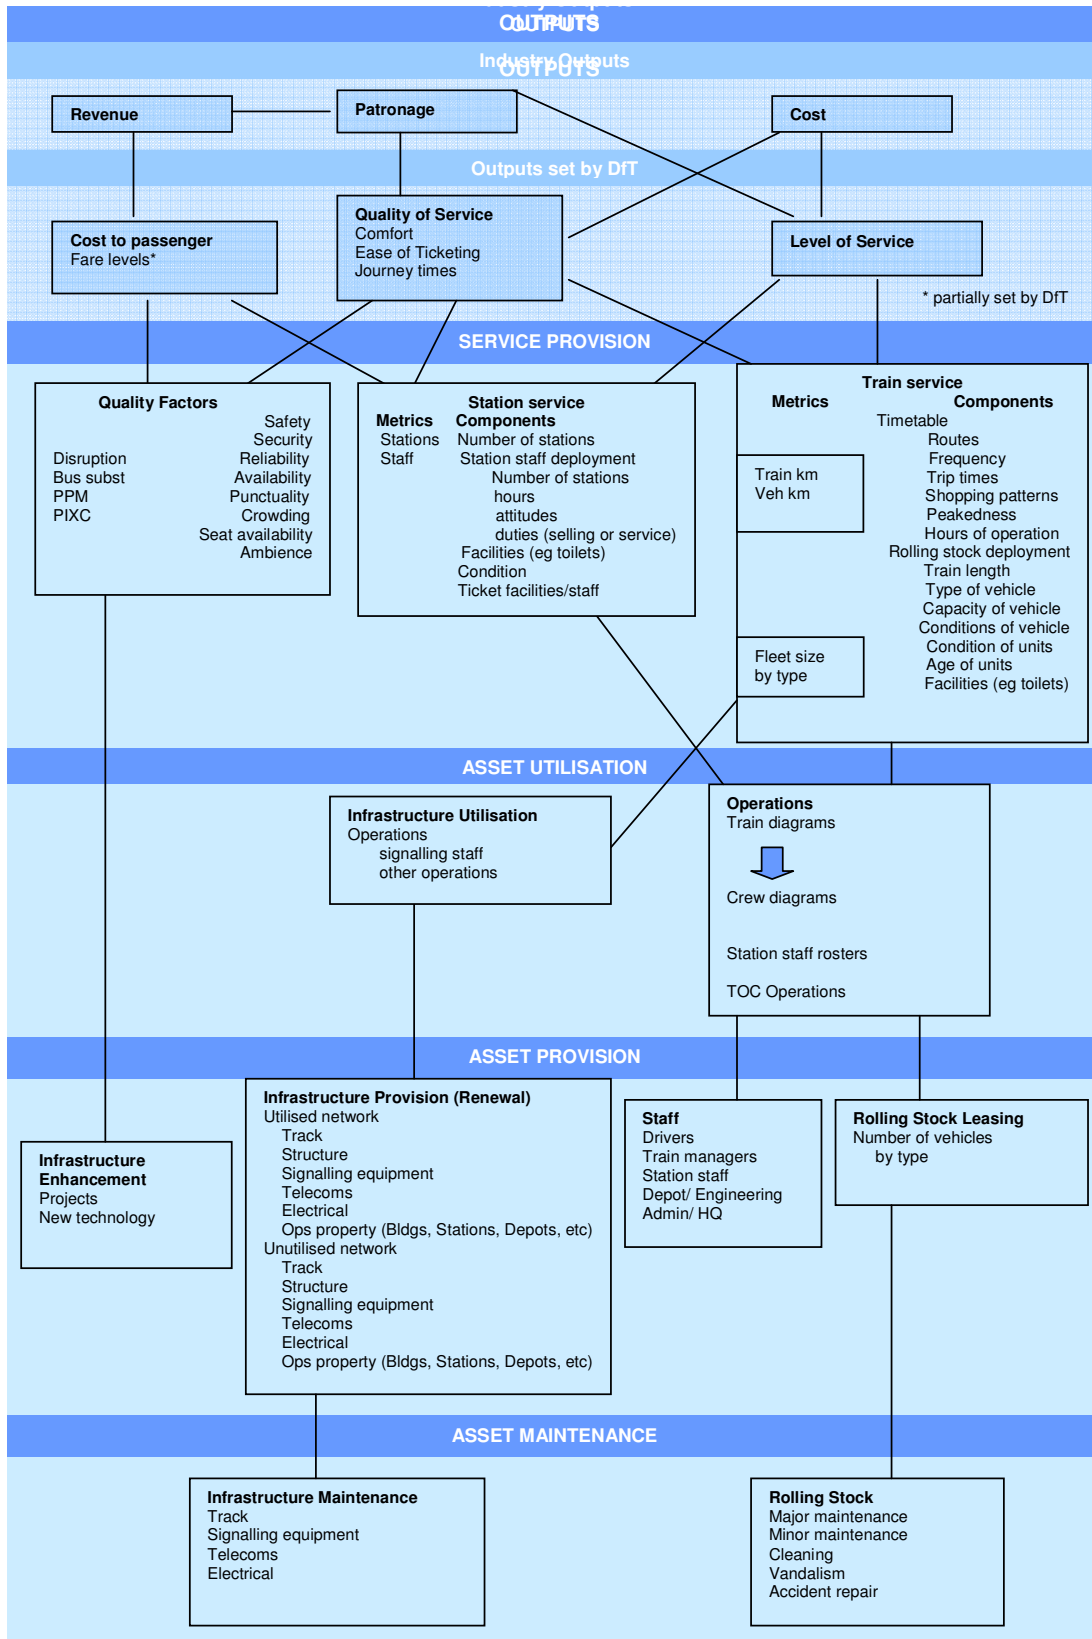 OUTPUTS
Industry Outputs
OUTPUTS
Revenue
Patronage
Cost
Outputs set by DfT
Cost to passenger
Fare levels*
Quality of Service
Comfort
Ease of Ticketing
Journey times
Level of Service
* partially set by DfT
SERVICE PROVISION
Quality Factors
Safety
Security
Disruption Reliability
Bus subst Availability
PPM Punctuality
PIXC Crowding
Seat availability
Ambience
Station service
Metrics Components
Stations Number of stations
Staff Station staff deployment
Number of stations
hours
attitudes
duties (selling or service)
Facilities (eg toilets)
Condition
Ticket facilities/staff
Train service
Metrics Components
Timetable
Routes
Frequency
Train km Trip times
Veh km Shopping patterns
Peakedness
Hours of operation
Rolling stock deployment
Train length
Type of vehicle
Capacity of vehicle
Conditions of vehicle
Fleet size Condition of units
by type Age of units
Facilities (eg toilets)
ASSET UTILISATION
Infrastructure Utilisation
Operations
signalling staff
other operations
Operations
Train diagrams
Crew diagrams
Station staff rosters
TOC Operations
ASSET PROVISION
Infrastructure
Enhancement
Projects
New technology
Infrastructure Provision (Renewal)
Utilised network
Track
Structure
Signalling equipment
Telecoms
Electrical
Ops property (Bldgs, Stations, Depots, etc)
Unutilised network
Track
Structure
Signalling equipment
Telecoms
Electrical
Ops property (Bldgs, Stations, Depots, etc)
Staff
Drivers
Train managers
Station staff
Depot/ Engineering
Admin/ HQ
Rolling Stock Leasing
Number of vehicles
by type
ASSET MAINTENANCE
Infrastructure Maintenance
Track
Signalling equipment
Telecoms
Electrical
Rolling Stock
Major maintenance
Minor maintenance
Cleaning
Vandalism
Accident repair